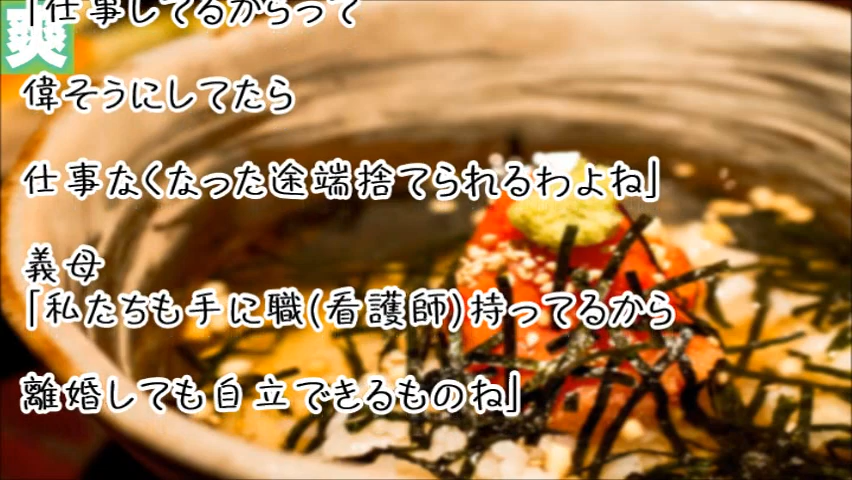 爽
「仕事してるからって
偉そうにしてたら
仕事なくなった途端捨てられるわよね」
義母
「私たちも手に職(看護師)持ってるから
離婚しても自立できるものね」